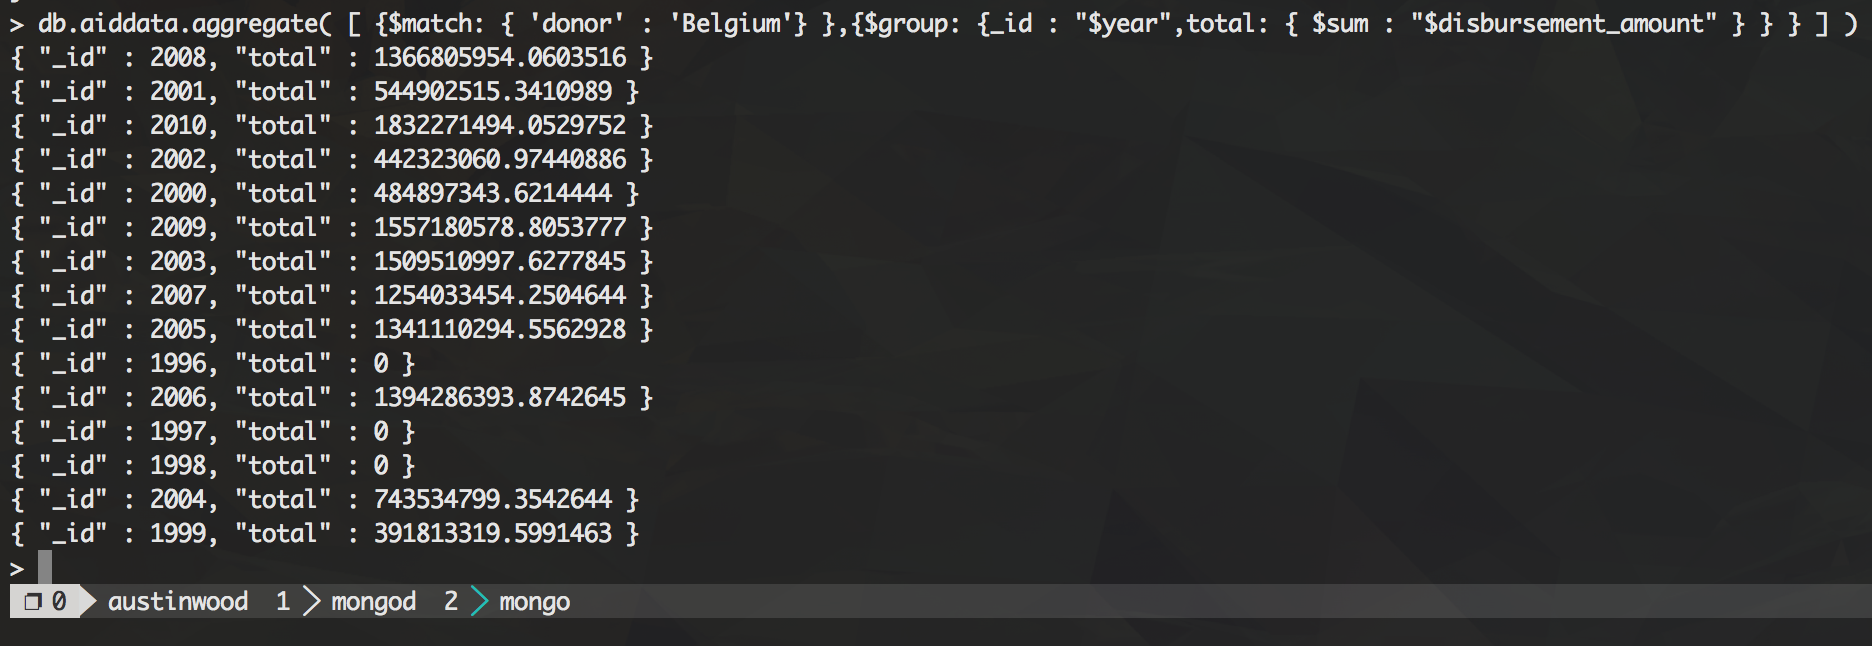 > db.aiddata.aggregate( [ {$match: { 'donor' : 'Belgium'} },{$group: {_id : "$year",total: { $sum : "$disbursement_amount" } } } ] )
{ "_id" : 2008, "total" : 1366805954.0603516 }
{ "_id" : 2001, "total" : 544902515.3410989 }
{ "_id" : 2010, "total" : 1832271494.0529752 }
{ "_id" : 2002, "total" : 442323060.97440886 }
{ "_id" : 2000, "total" : 484897343.6214444 }
{ "_id" : 2009, "total" : 1557180578.8053777 }
{ "_id" : 2003, "total" : 1509510997.6277845 }
{ "_id" : 2007, "total" : 1254033454.2504644 }
{ "_id" : 2005, "total" : 1341110294.5562928 }
{ "_id" : 1996, "total" : 0 }
{ "_id" : 2006, "total" : 1394286393.8742645 }
{ "_id" : 1997, "total" : 0 }
{ "_id" : 1998, "total" : 0 }
{ "_id" : 2004, "total" : 743534799.3542644 }
{ "_id" : 1999, "total" : 391813319.5991463 }
>
❐ 0 austinwood 1 mongod 2 mongo